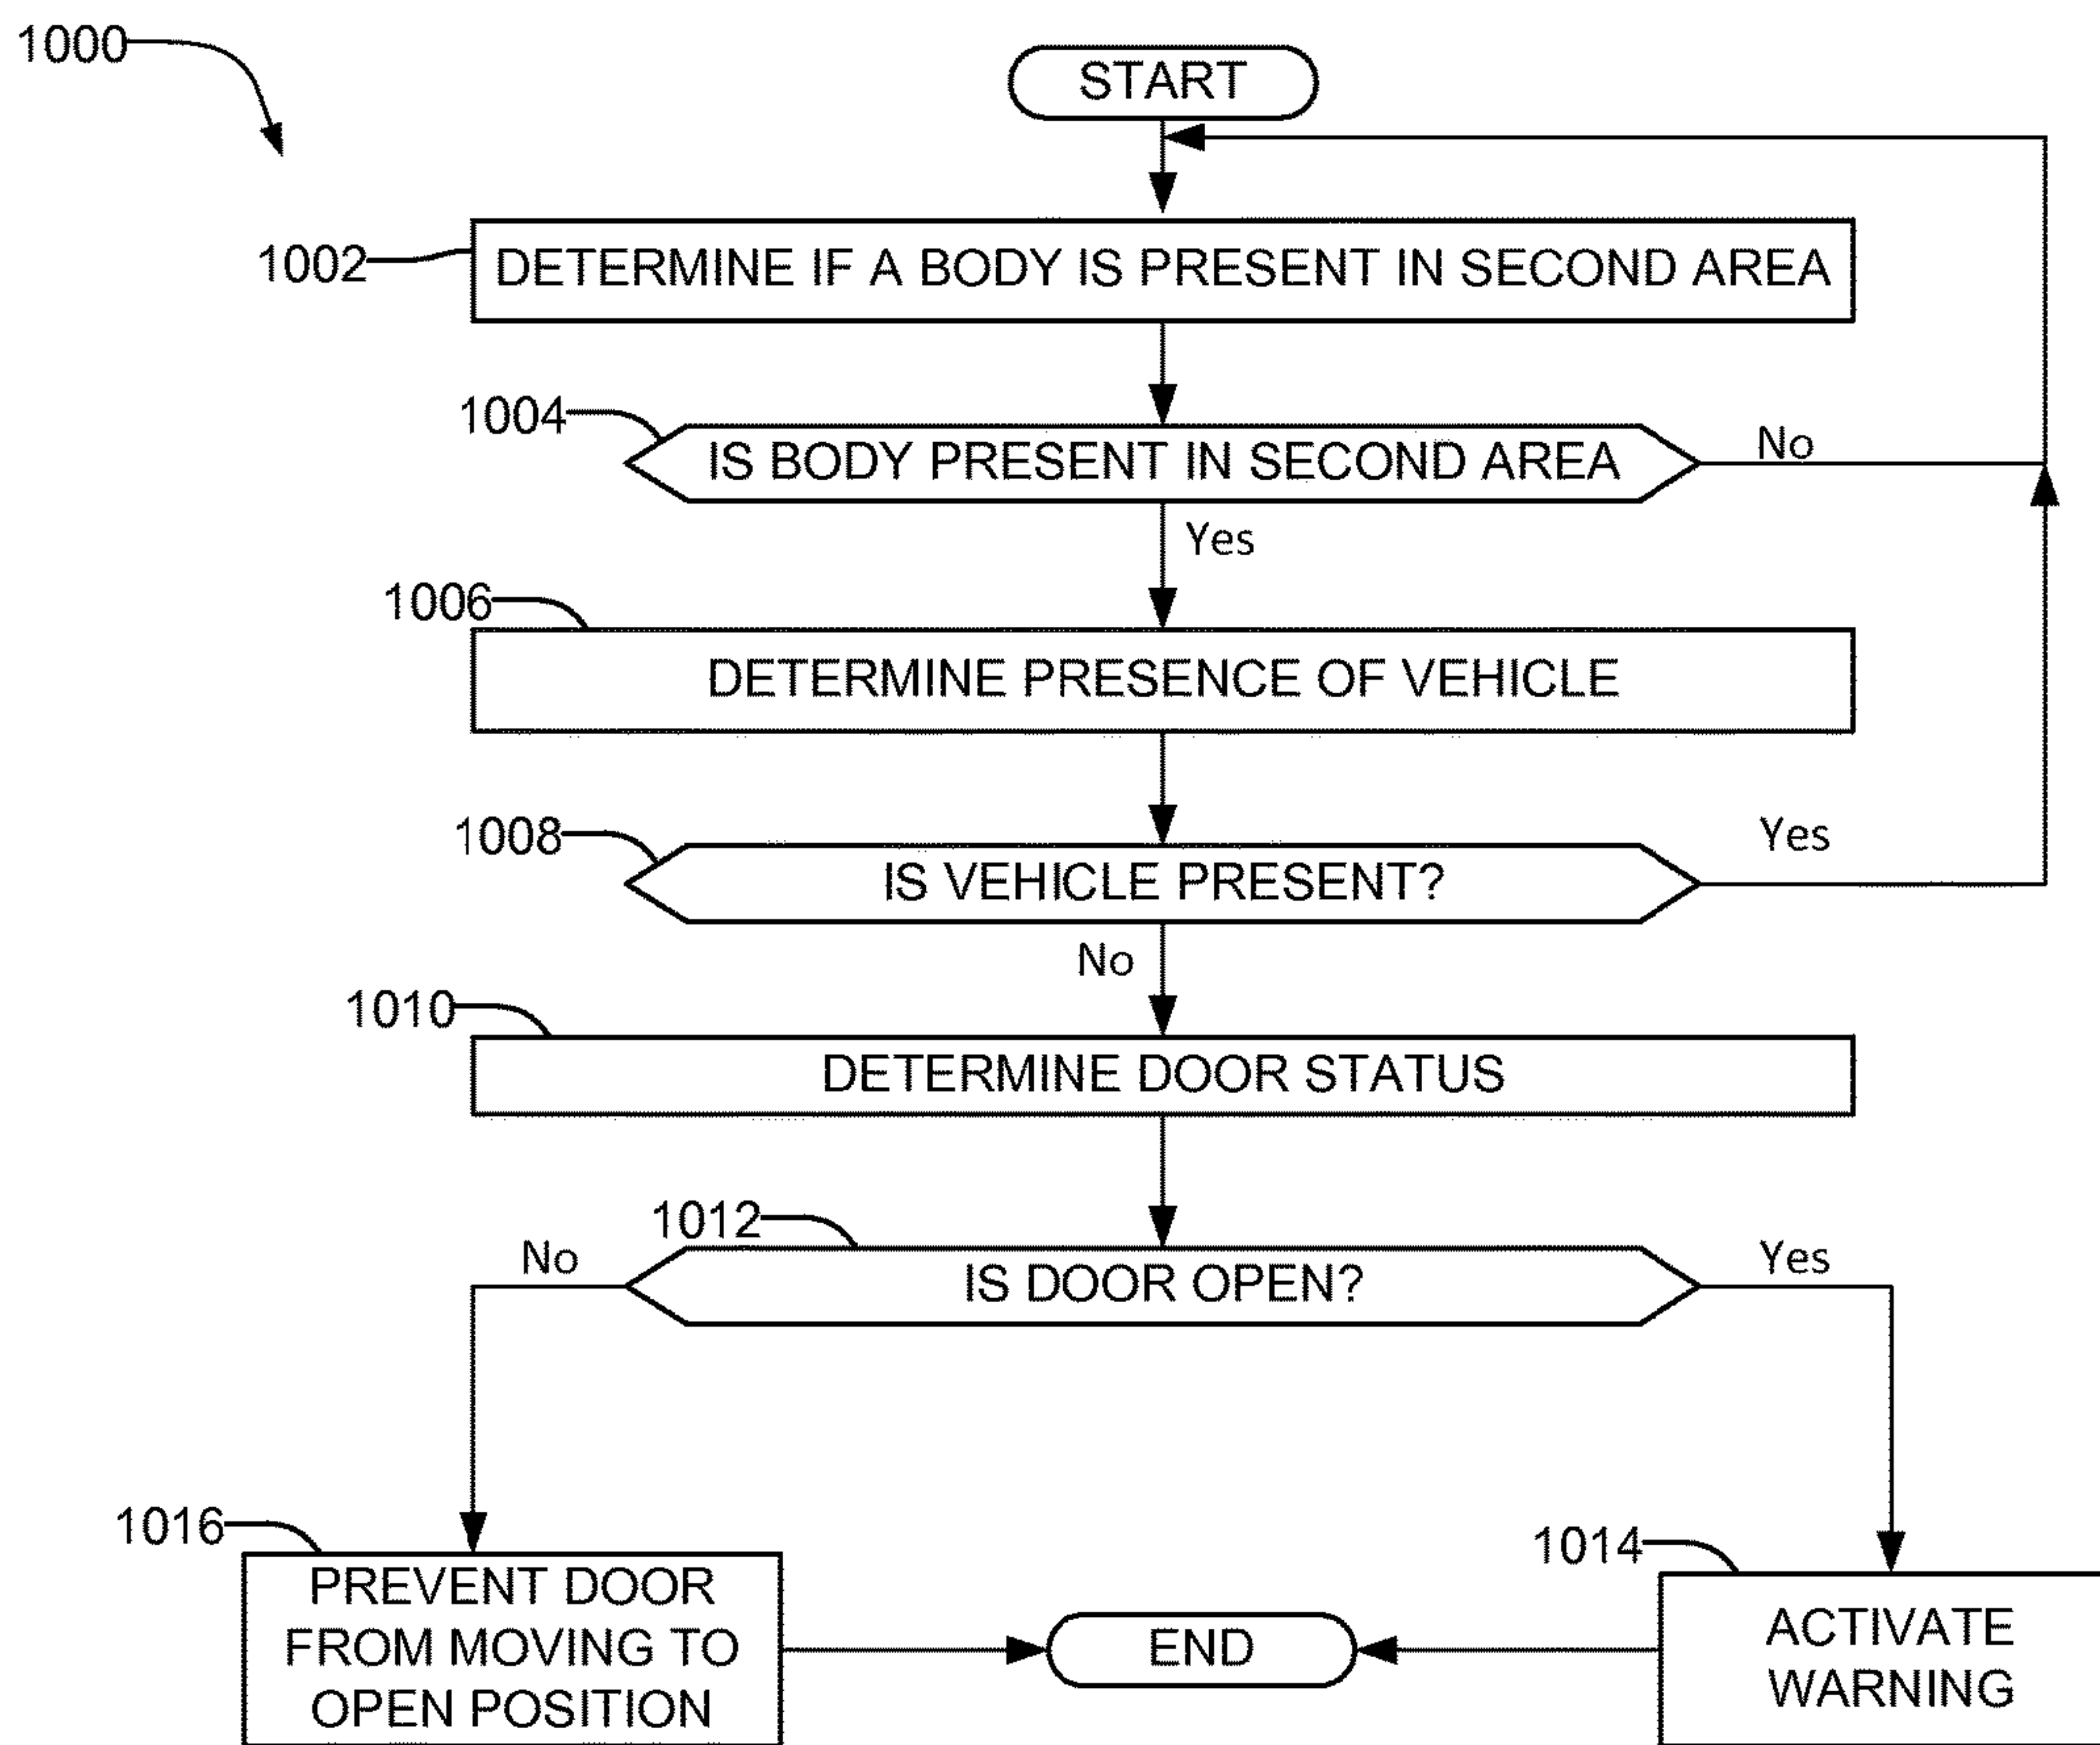 1000
START
1002
DETERMINE IF A BODY IS PRESENT IN SECOND AREA
1004
IS BODY PRESENT IN SECOND AREA
No
Yes
1006
DETERMINE PRESENCE OF VEHICLE
1008
IS VEHICLE PRESENT?
Yes
No
1010
DETERMINE DOOR STATUS
1012
No
IS DOOR OPEN?
Yes
1016
PREVENT DOOR
FROM MOVING TO
OPEN POSITION
END
1014
ACTIVATE
WARNING